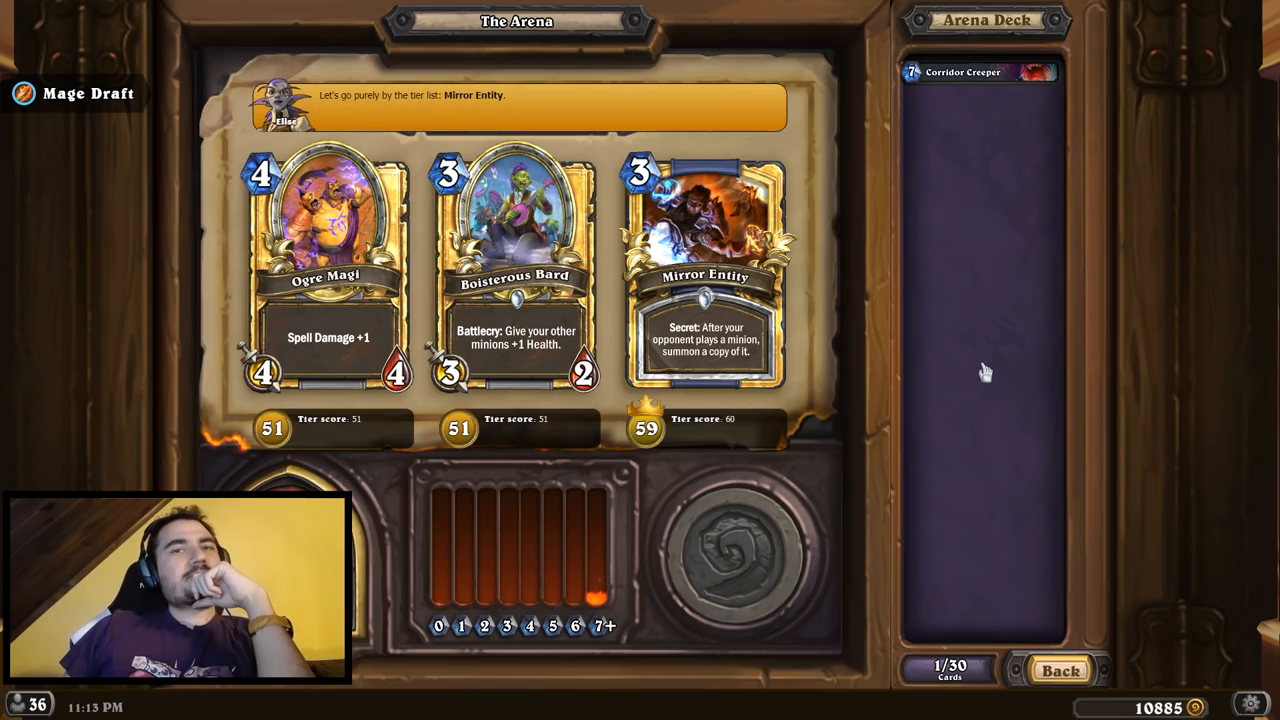 The Arena
Arena Deck
7 Corridor Creeper
Mage Draft
Let's go purely by the tier list: Mirror Entity.
Elise
4
3
3
Ogre Magi
Boisterous Bard
Mirror Entity
Spell Damage +1
Battlecry: Give your other
minions +1 Health.
Secret: After your
opponent plays a minion,
summon a copy of it.
4
4
3
2
51
Tier score: 51
51
Tier score: 51
59
Tier score: 60
0
1
2
3
4
5
6
7+
1/30
Cards
Back
36
11:13 PM
10885